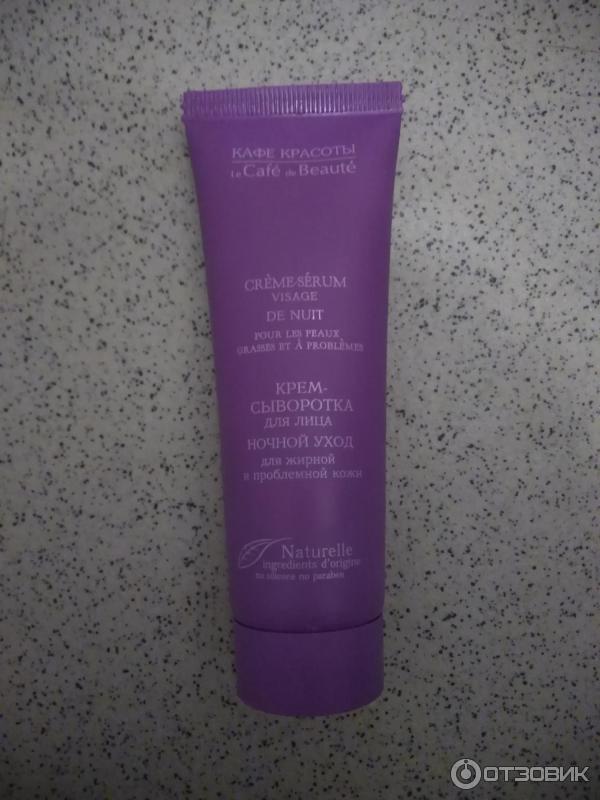 КАФЕ КРАСОТЫ
Le Café de Beauté
CRÈME-SÉRUM
VISAGE
DE NUIT
POUR LES PEAUX
GRASSES ET À PROBLÈMES
КРЕМ-
СЫВОРОТКА
ДЛЯ ЛИЦА
НОЧНОЙ УХОД
для жирной
и проблемной кожи
Naturelle
ingredients d'origine
no silicone no paraben
ОТЗОВИК